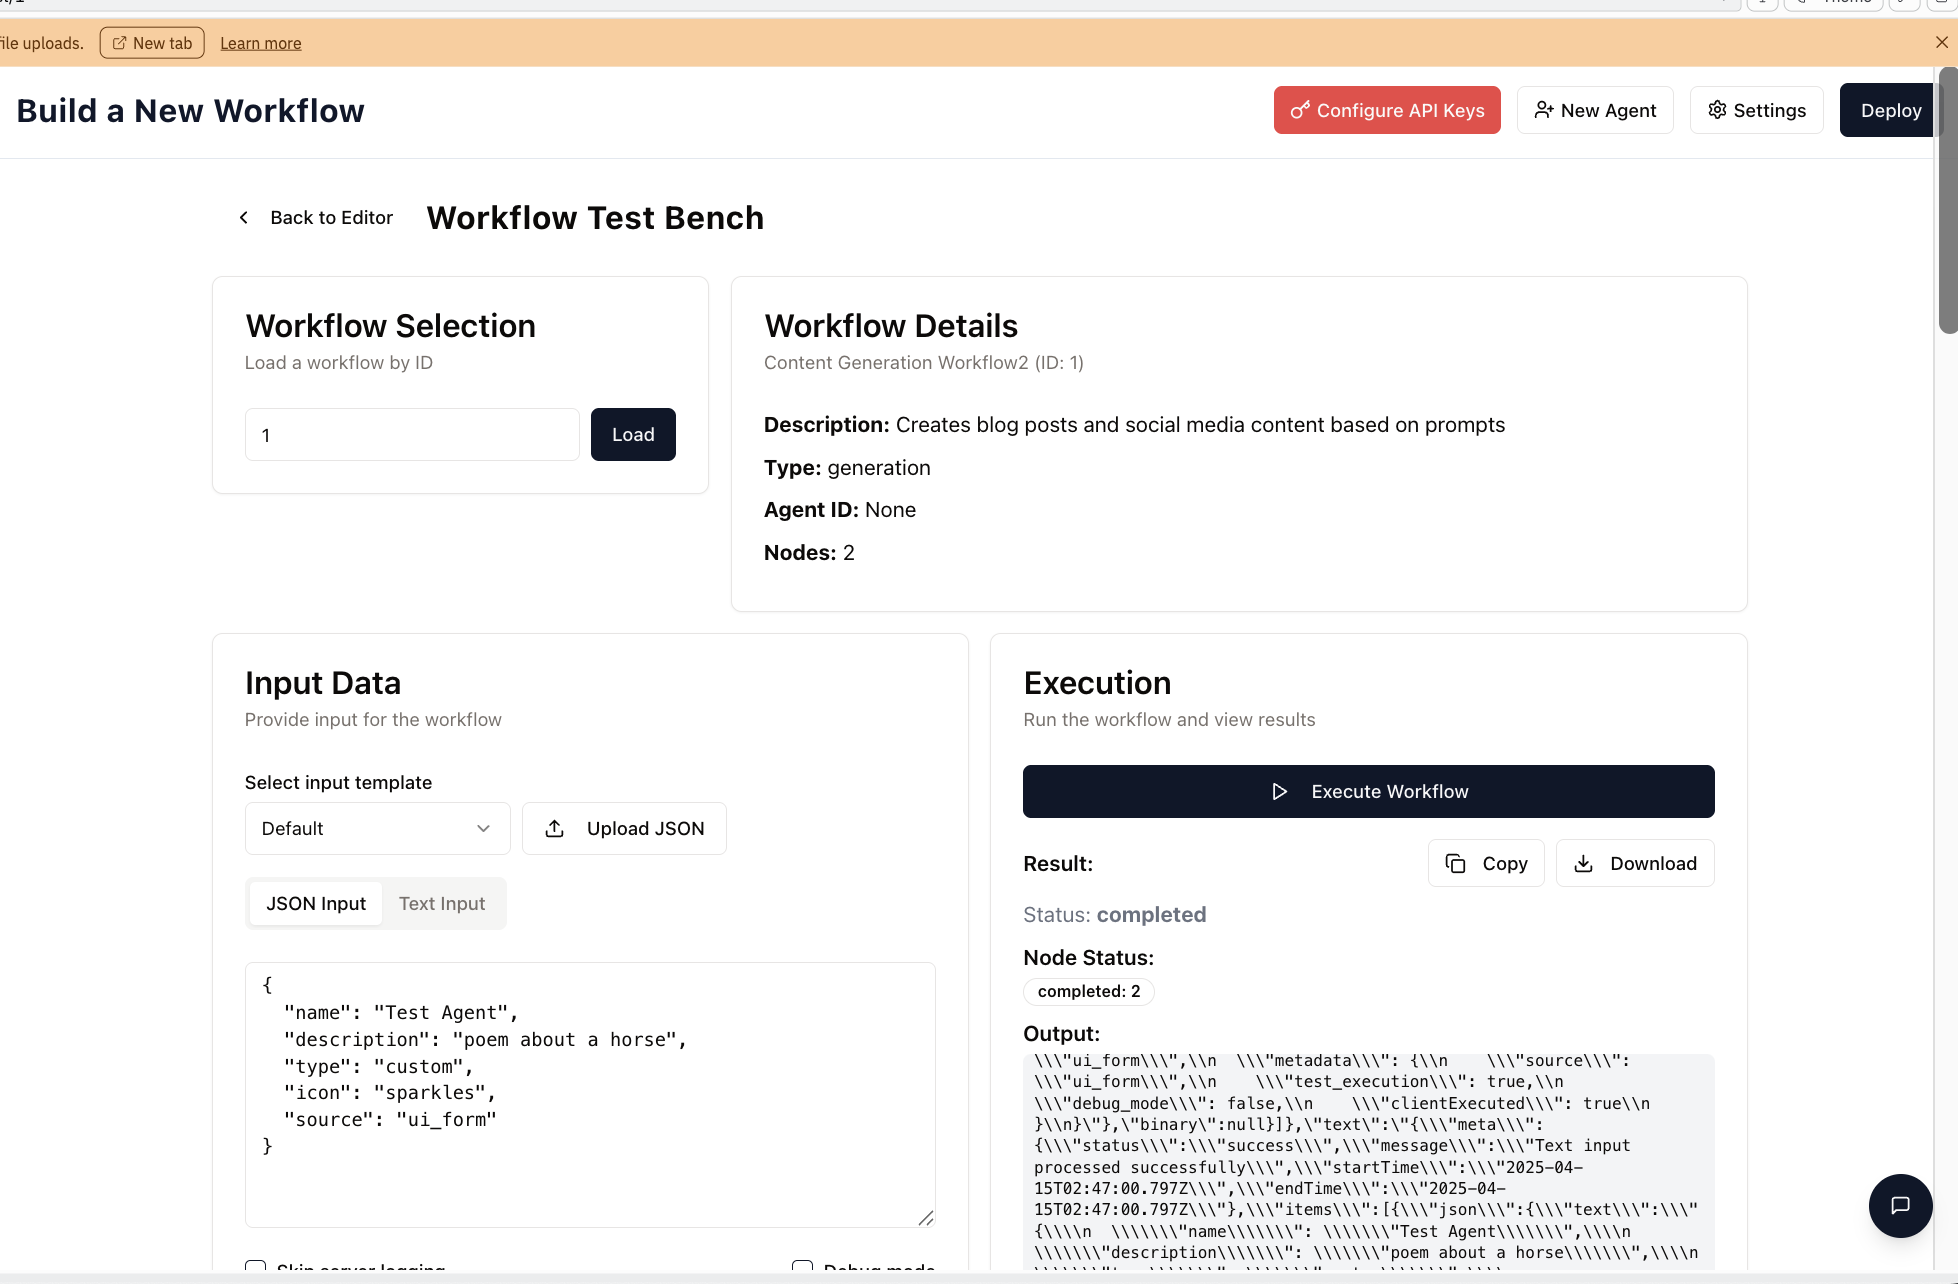 file uploads. New tab Learn more
Build a New Workflow
Configure API Keys New Agent Settings Deploy
Back to Editor Workflow Test Bench
Workflow Selection
Load a workflow by ID
1 Load
Workflow Details
Content Generation Workflow2 (ID: 1)
Description: Creates blog posts and social media content based on prompts
Type: generation
Agent ID: None
Nodes: 2
Input Data
Provide input for the workflow
Select input template
Default Upload JSON
JSON Input Text Input
{
  "name": "Test Agent",
  "description": "poem about a horse",
  "type": "custom",
  "icon": "sparkles",
  "source": "ui_form"
}
Skip server logging Debug mode
Execution
Run the workflow and view results
Execute Workflow
Result: Copy Download
Status: completed
Node Status:
completed: 2
Output:
\\\"ui_form\\\",\\n  \\\"metadata\\\": {\\n    \\\"source\\\":
\\\"ui_form\\\",\\n    \\\"test_execution\\\": true,\\n
\\\"debug_mode\\\": false,\\n    \\\"clientExecuted\\\": true\\n
}\\n}\"},\"binary\":null}]},\"text\":\"{\\\"meta\\\":
{\\\"status\\\":\\\"success\\\",\\\"message\\\":\\\"Text input
processed successfully\\\",\\\"startTime\\\":\\\"2025-04-
15T02:47:00.797Z\\\",\\\"endTime\\\":\\\"2025-04-
15T02:47:00.797Z\\\"},\\\"items\\\":[{\\\"json\\\":{\\\"text\\\":\\\"
{\\\\n  \\\\\\\"name\\\\\\\": \\\\\\\"Test Agent\\\\\\\",\\\\n
\\\\\\\"description\\\\\\\": \\\\\\\"poem about a horse\\\\\\\",\\\\n